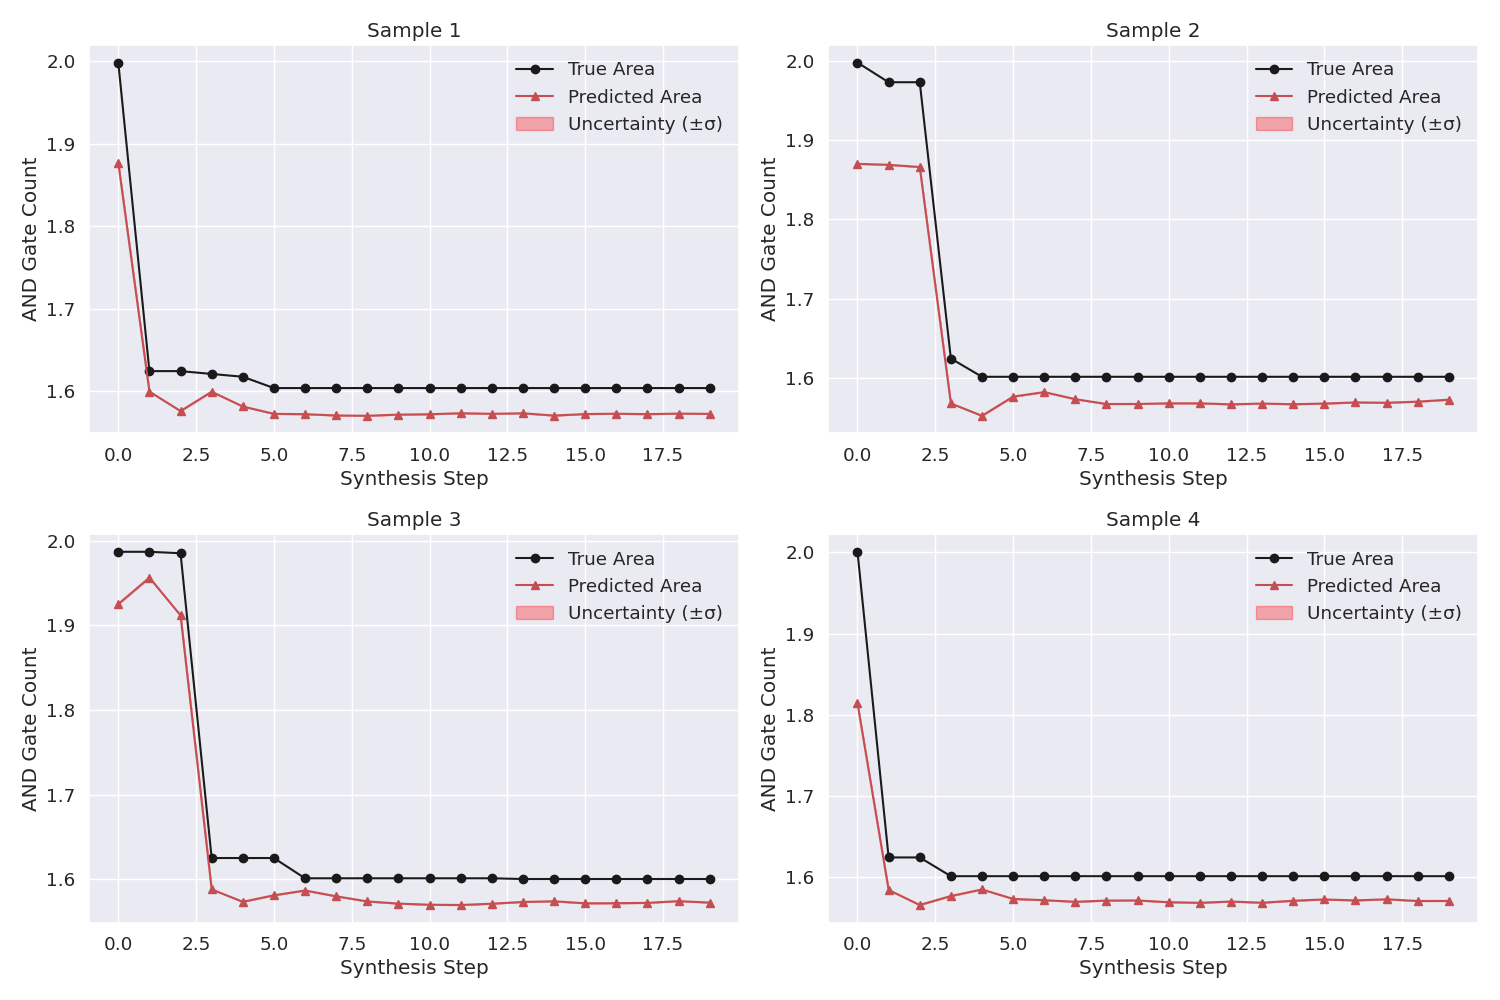 Sample 1
2.0
1.9
1.8
1.7
1.6
AND Gate Count
True Area
Predicted Area
Uncertainty (±σ)
0.0 2.5 5.0 7.5 10.0 12.5 15.0 17.5
Synthesis Step
Sample 2
2.0
1.9
1.8
1.7
1.6
AND Gate Count
True Area
Predicted Area
Uncertainty (±σ)
0.0 2.5 5.0 7.5 10.0 12.5 15.0 17.5
Synthesis Step
Sample 3
2.0
1.9
1.8
1.7
1.6
AND Gate Count
True Area
Predicted Area
Uncertainty (±σ)
0.0 2.5 5.0 7.5 10.0 12.5 15.0 17.5
Synthesis Step
Sample 4
2.0
1.9
1.8
1.7
1.6
AND Gate Count
True Area
Predicted Area
Uncertainty (±σ)
0.0 2.5 5.0 7.5 10.0 12.5 15.0 17.5
Synthesis Step